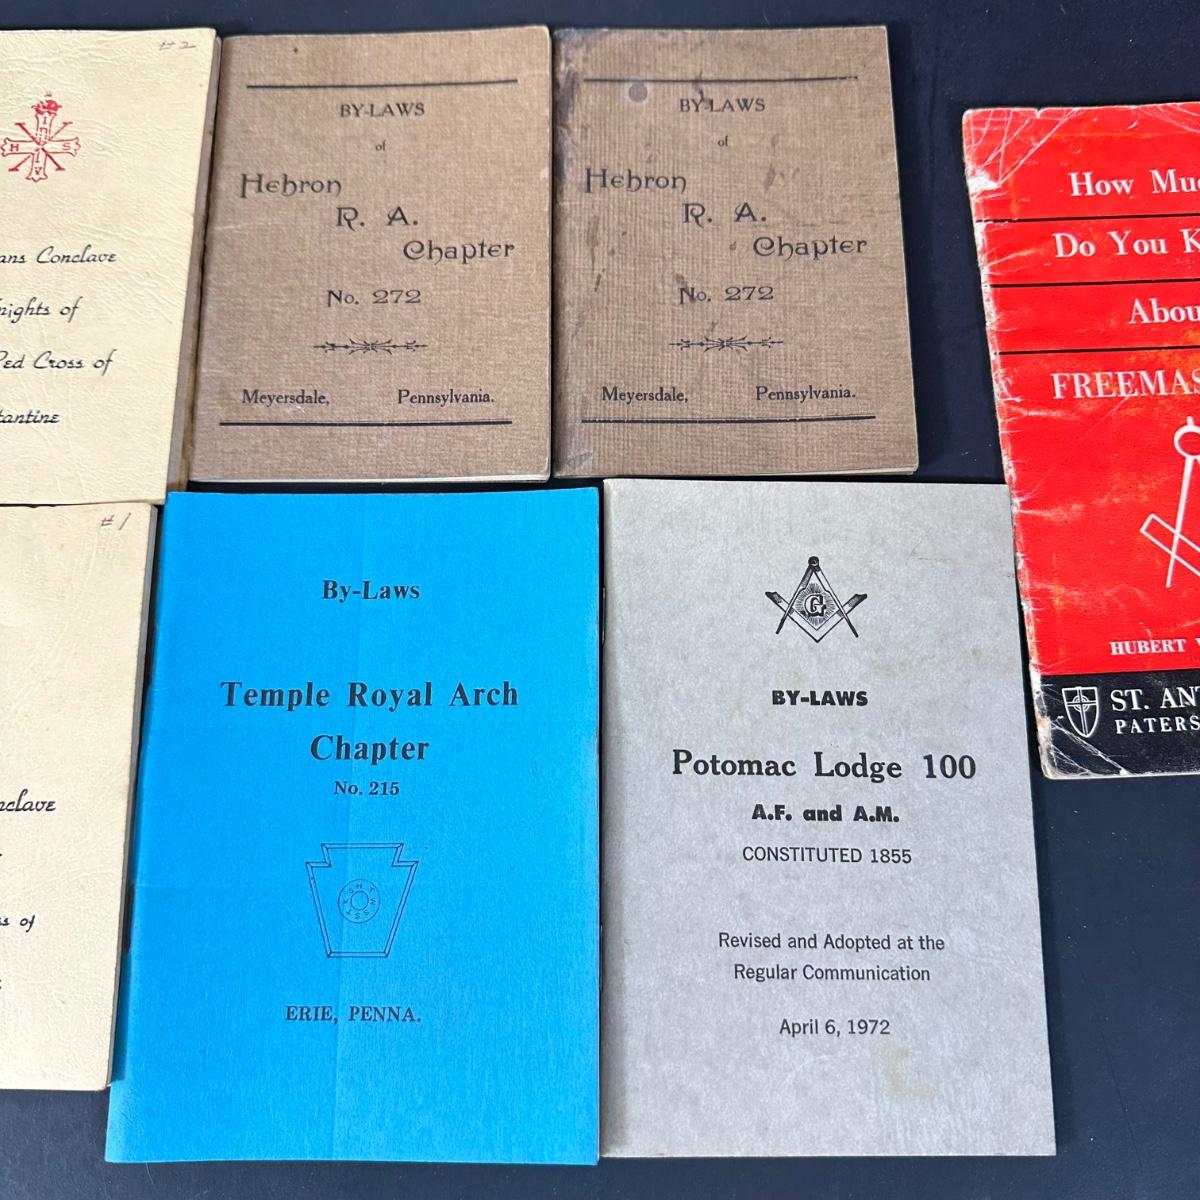 #2
ans Conclave
nights of
Red Cross of
tantine
BY-LAWS
of
Hebron
R. A.
Chapter
No. 272
Meyersdale, Pennsylvania.
BY-LAWS
of
Hebron
R. A.
Chapter
No. 272
Meyersdale, Pennsylvania.
How Muc
Do You K
Abou
FREEMAS
HUBERT
ST. ANT
PATERS
#1
nclave
ss of
By-Laws
Temple Royal Arch
Chapter
No. 215
H T W S S T K S
ERIE, PENNA.
G
BY-LAWS
Potomac Lodge 100
A.F. and A.M.
CONSTITUTED 1855
Revised and Adopted at the
Regular Communication
April 6, 1972